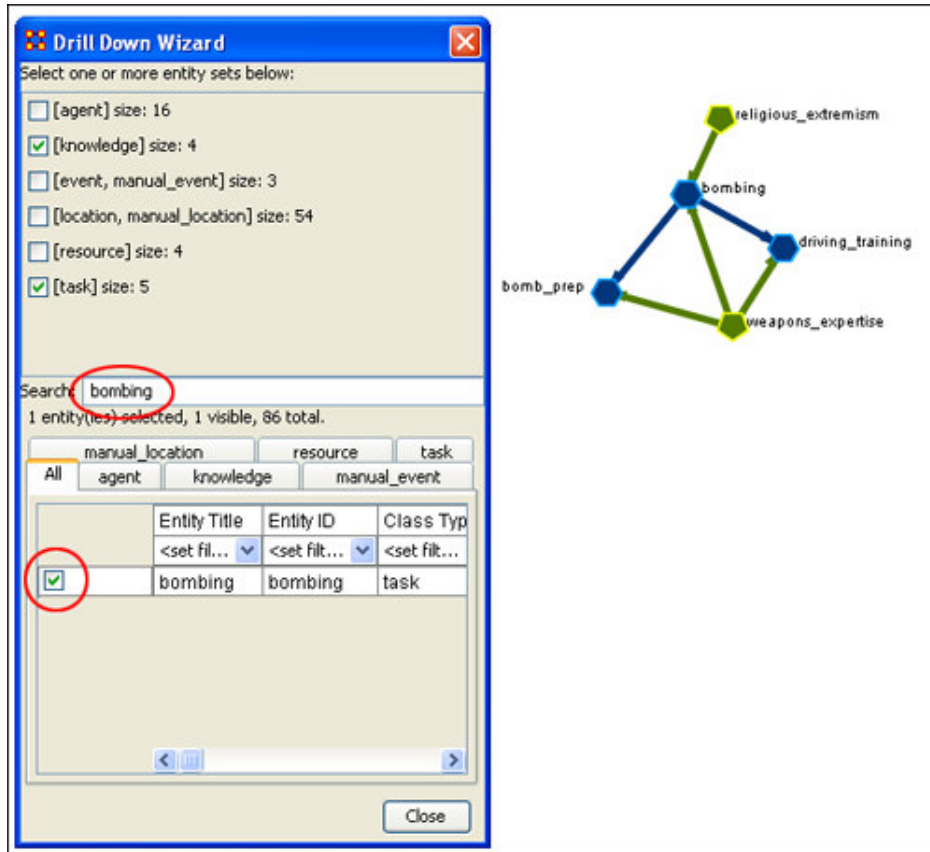 Drill Down Wizard
Select one or more entity sets below:
[agent] size: 16
[knowledge] size: 4
[event, manual_event] size: 3
[location, manual_location] size: 54
[resource] size: 4
[task] size: 5
Search: bombing
1 entity(ies) selected, 1 visible, 86 total.
manual_location resource task
All agent knowledge manual_event
Entity Title Entity ID Class Typ
<set fil... <set filt... <set filt...
bombing bombing task
Close
religious_extremism
bombing
driving_training
bomb_prep
weapons_expertise